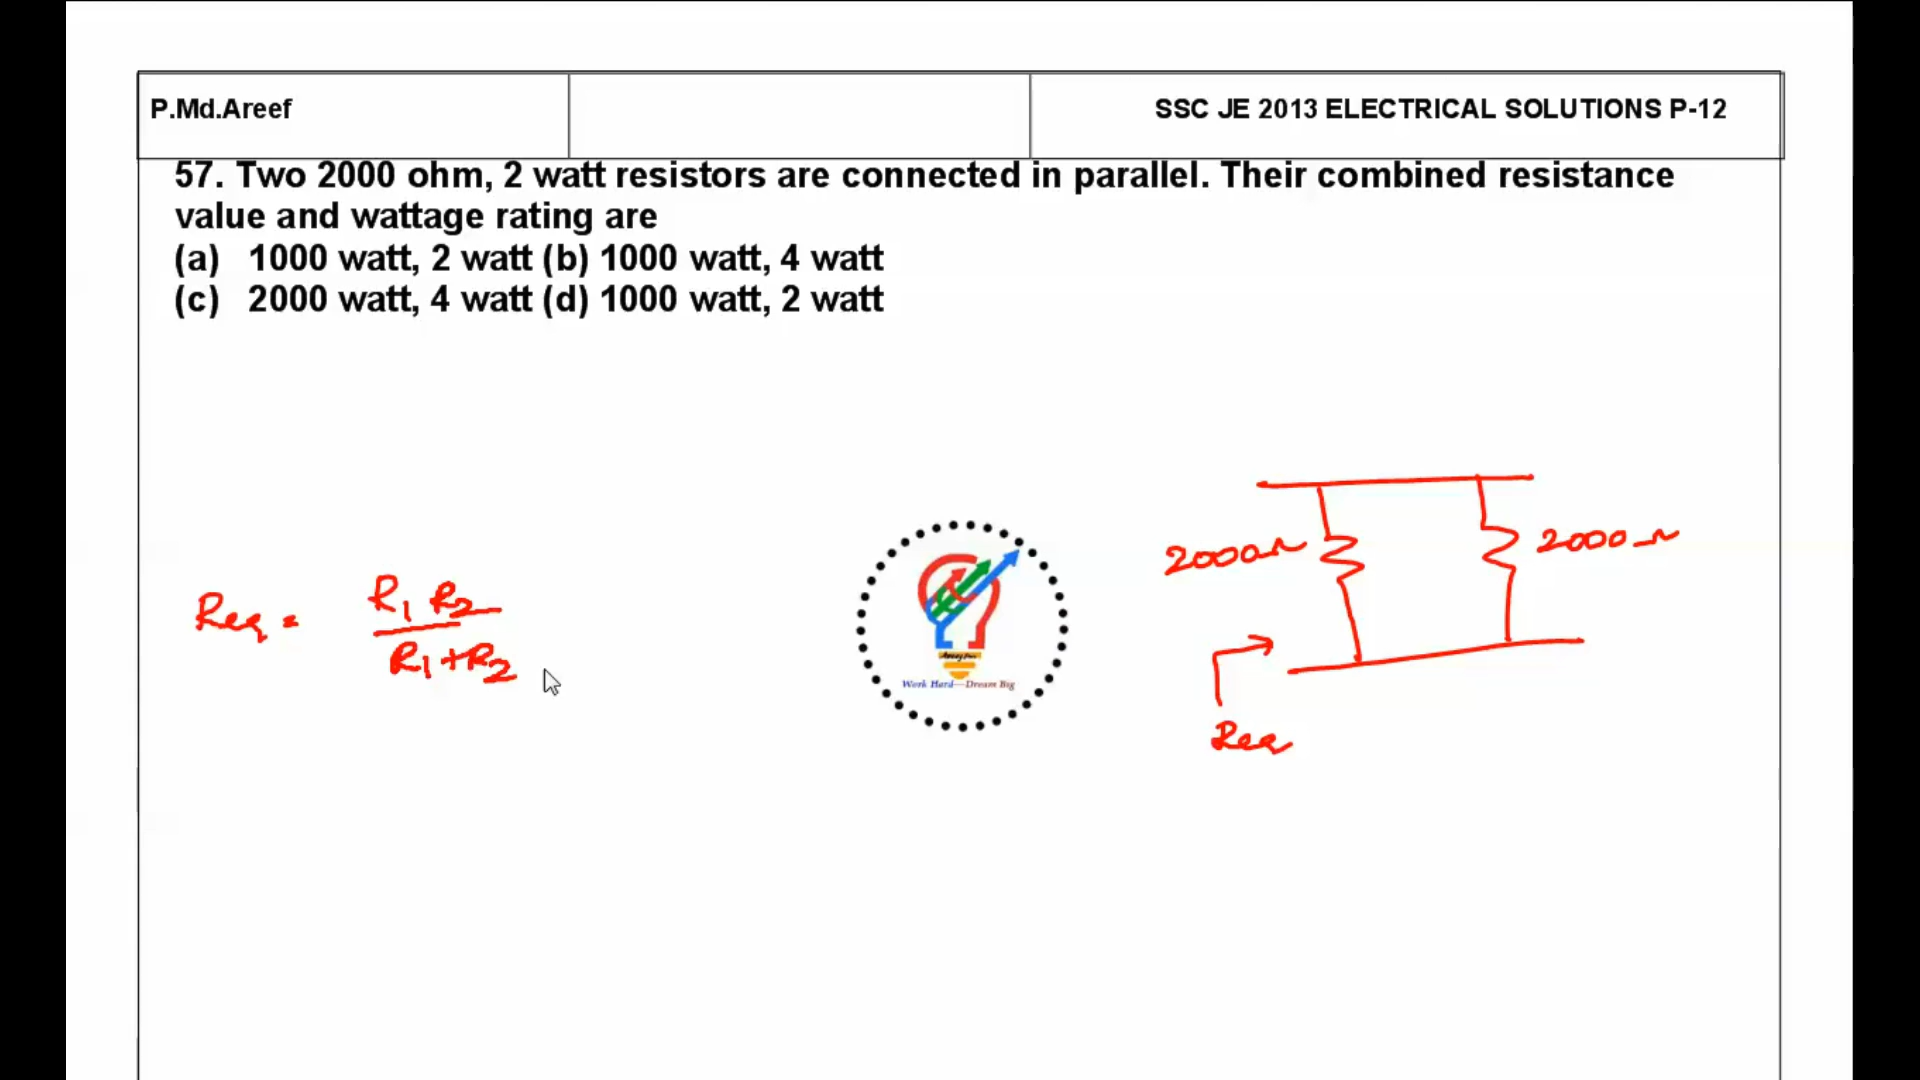 P.Md.Areef
SSC JE 2013 ELECTRICAL SOLUTIONS P-12
57. Two 2000 ohm, 2 watt resistors are connected in parallel. Their combined resistance
value and wattage rating are
(a) 1000 watt, 2 watt (b) 1000 watt, 4 watt
(c) 2000 watt, 4 watt (d) 1000 watt, 2 watt
2000Ω 2000Ω
Req = R1 R2
R1+R2
Work Hard—Dream Big
Req